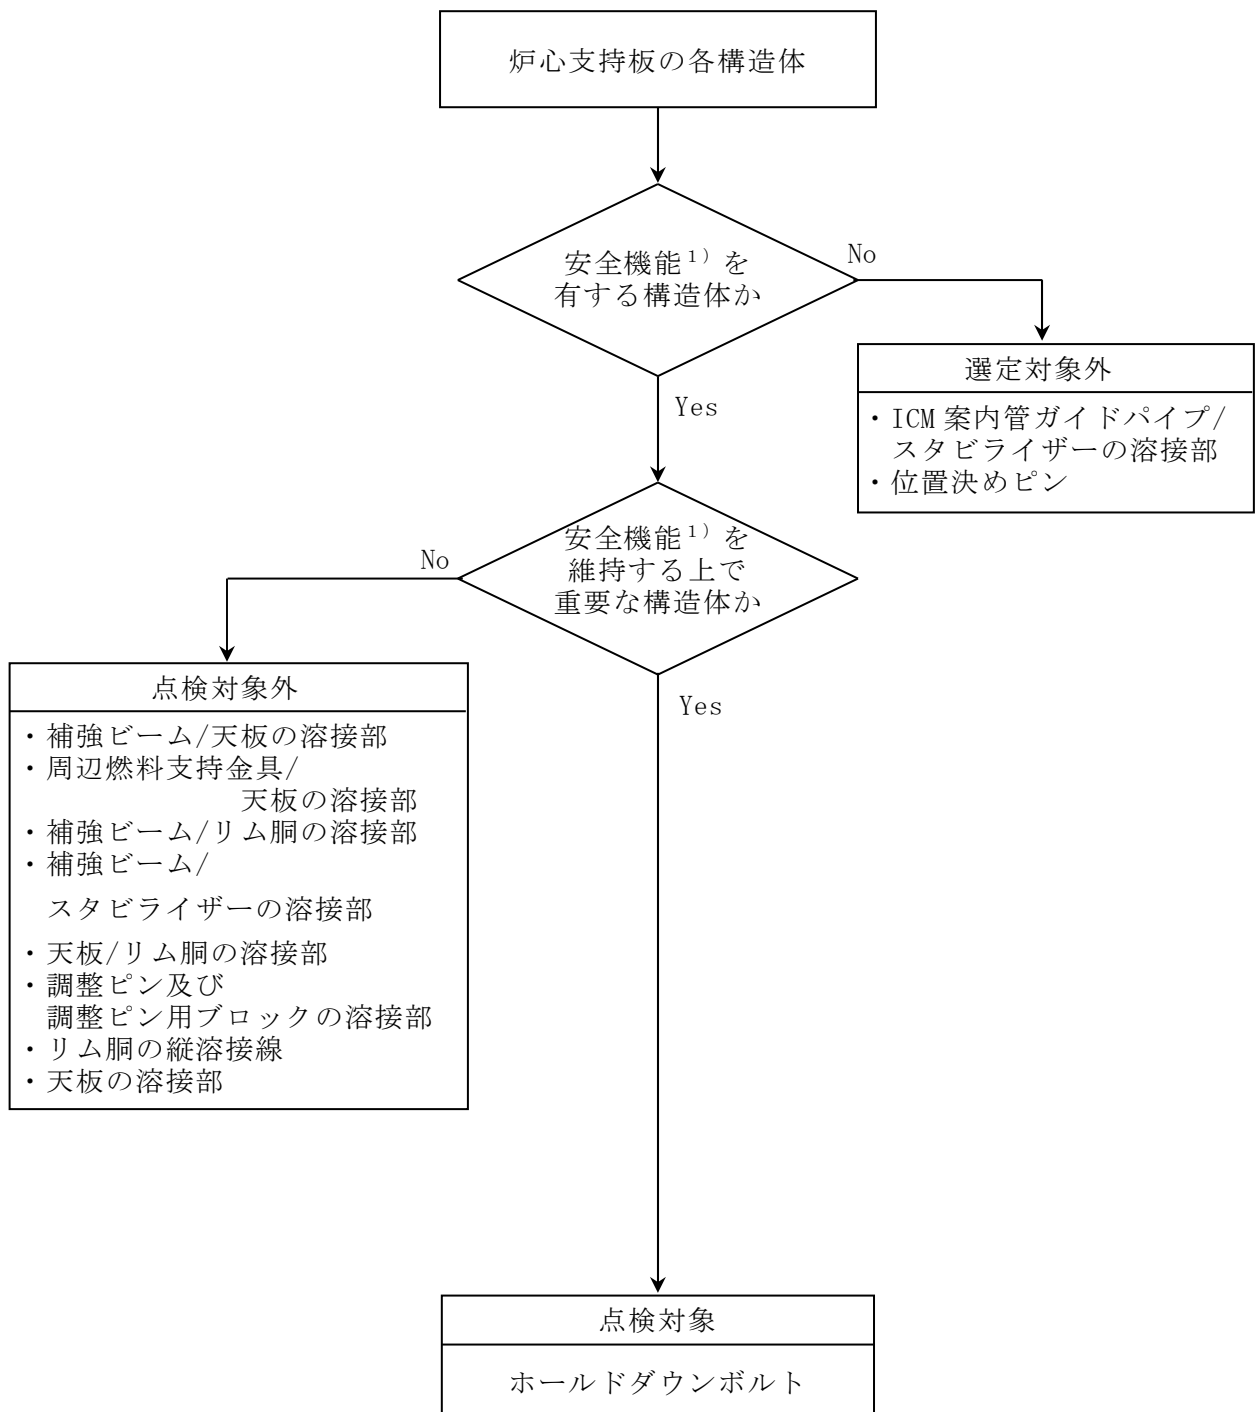 炉心支持板の各構造体
安全機能¹⁾を
有する構造体か
No
Yes
選定対象外
・ICM案内管ガイドパイプ/
スタビライザーの溶接部
・位置決めピン
安全機能¹⁾を
維持する上で
重要な構造体か
No
Yes
点検対象外
・補強ビーム/天板の溶接部
・周辺燃料支持金具/
天板の溶接部
・補強ビーム/リム胴の溶接部
・補強ビーム/
スタビライザーの溶接部
・天板/リム胴の溶接部
・調整ピン及び
調整ピン用ブロックの溶接部
・リム胴の縦溶接線
・天板の溶接部
点検対象
ホールドダウンボルト